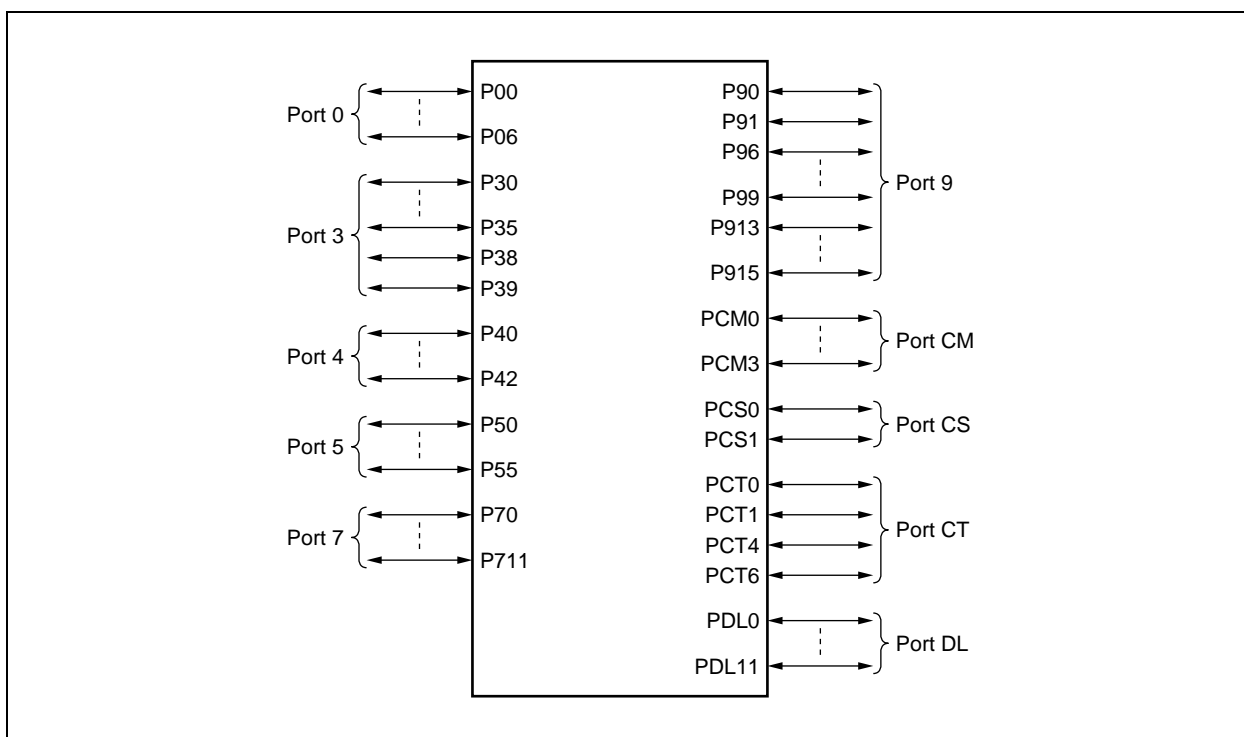 Port 0
P00
P06
Port 3
P30
P35
P38
P39
Port 4
P40
P42
Port 5
P50
P55
Port 7
P70
P711
P90
P91
P96
P99
P913
P915
Port 9
PCM0
PCM3
Port CM
PCS0
PCS1
Port CS
PCT0
PCT1
PCT4
PCT6
Port CT
PDL0
PDL11
Port DL